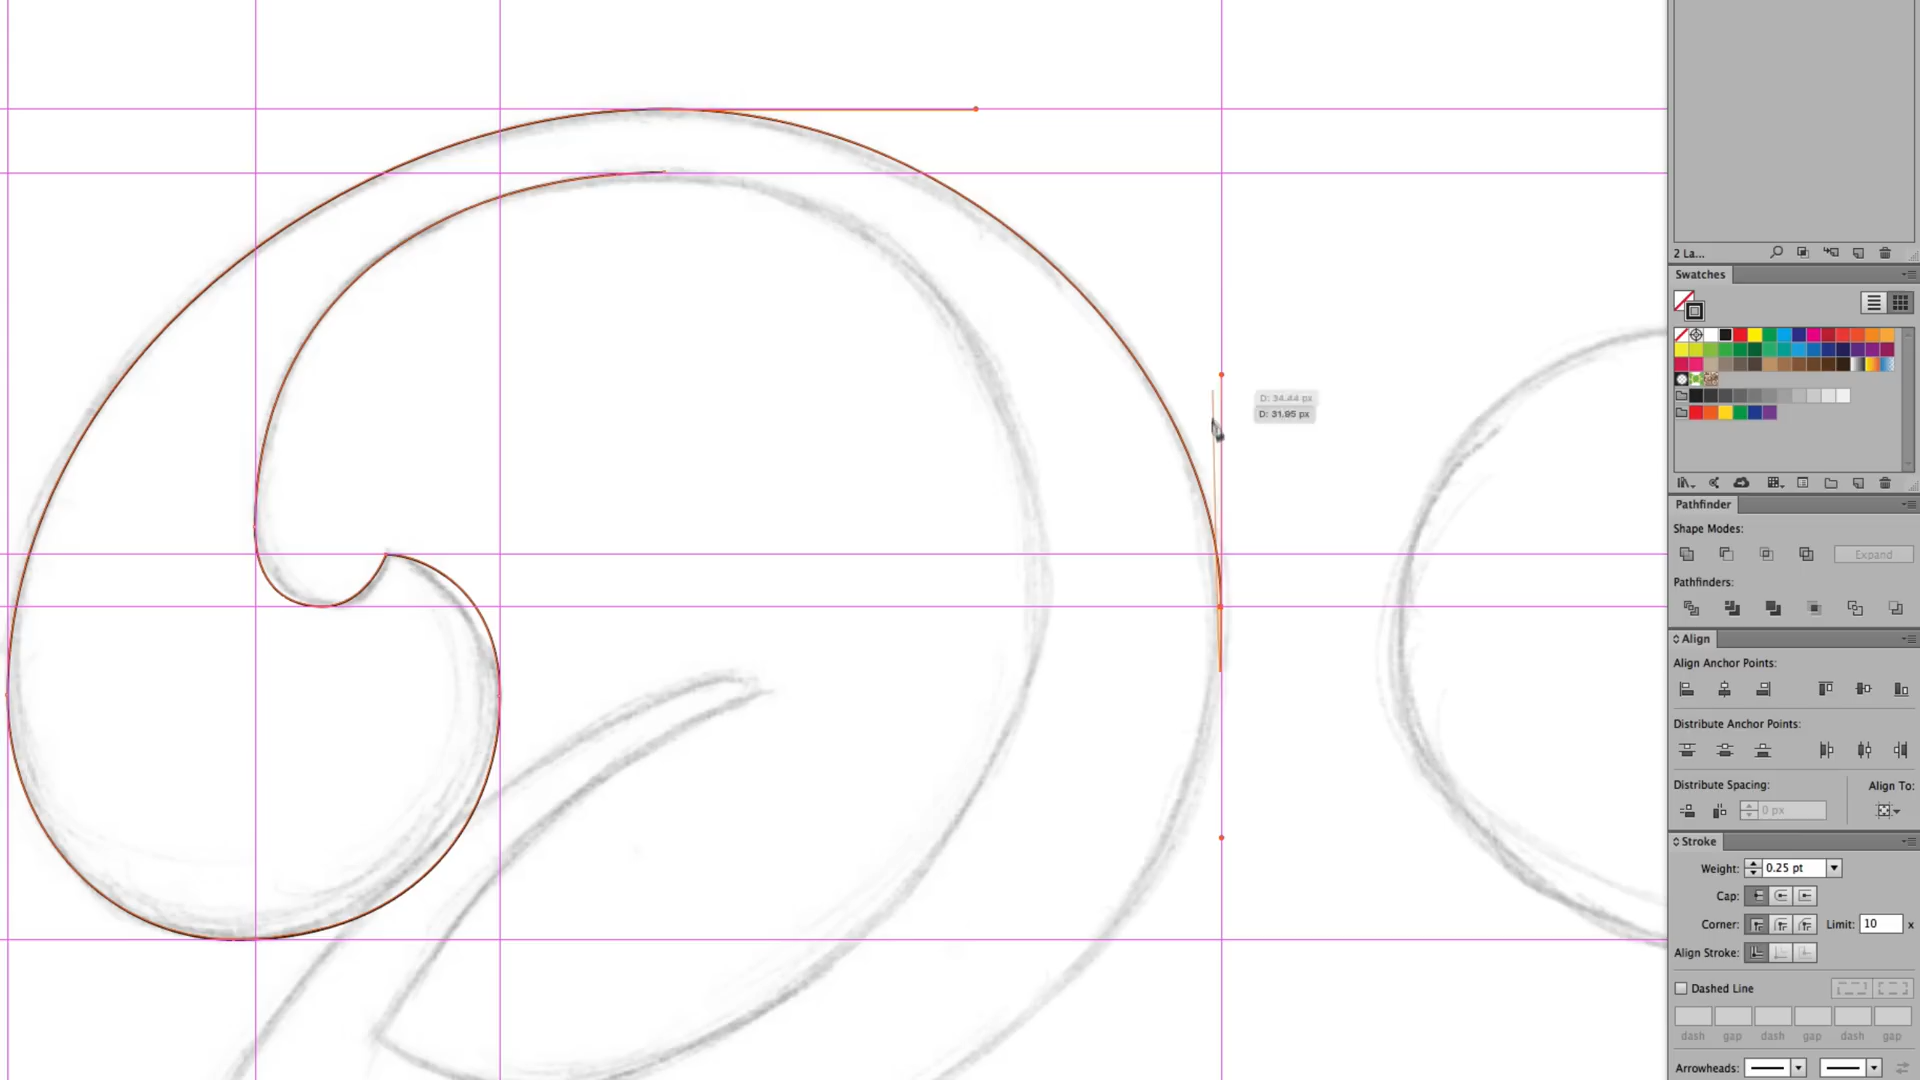 D: 34.44 px
D: 31.95 px
2 La...
Swatches
Pathfinder
Shape Modes:
Expand
Pathfinders:
Align
Align Anchor Points:
Distribute Anchor Points:
Distribute Spacing:
Align To:
0 px
Stroke
Weight:
0.25 pt
Cap:
Corner:
Limit:
10
x
Align Stroke:
Dashed Line
dash
gap
dash
gap
dash
gap
Arrowheads: